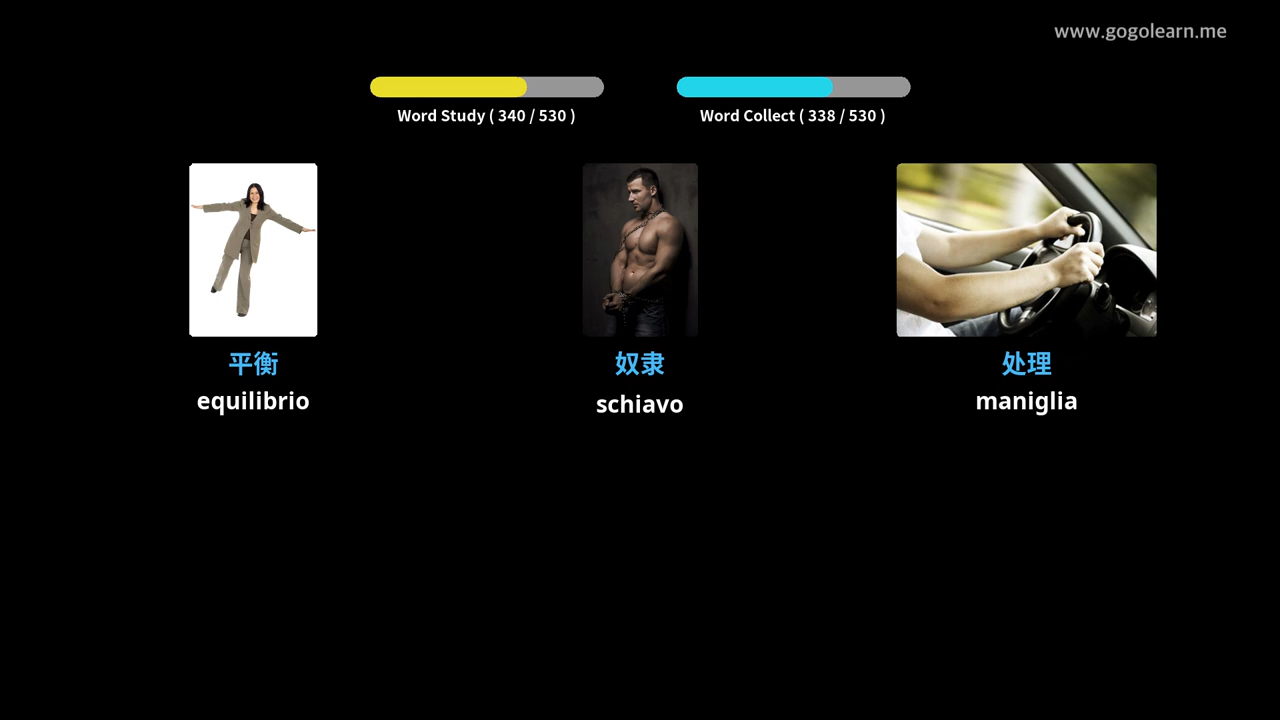 www.gogolearn.me
Word Study ( 340 / 530 )
Word Collect ( 338 / 530 )
平衡
equilibrio
奴隶
schiavo
处理
maniglia